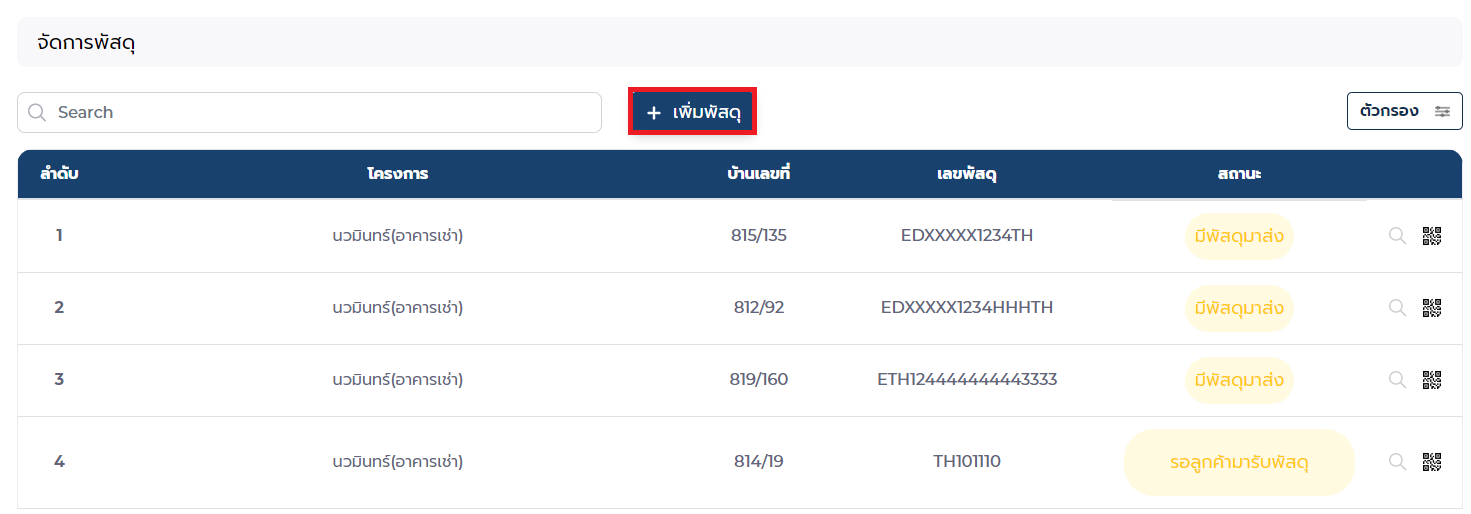 จัดการพัสดุ
Search + เพิ่มพัสดุ ตัวกรอง
ลำดับ โครงการ บ้านเลขที่ เลขพัสดุ สถานะ
1 นวมินทร์(อาคารเช่า) 815/135 EDXXXXX1234TH มีพัสดุมาส่ง
2 นวมินทร์(อาคารเช่า) 812/92 EDXXXXX1234HHHTH มีพัสดุมาส่ง
3 นวมินทร์(อาคารเช่า) 819/160 ETH124444444443333 มีพัสดุมาส่ง
4 นวมินทร์(อาคารเช่า) 814/19 TH101110 รอลูกค้ามารับพัสดุ